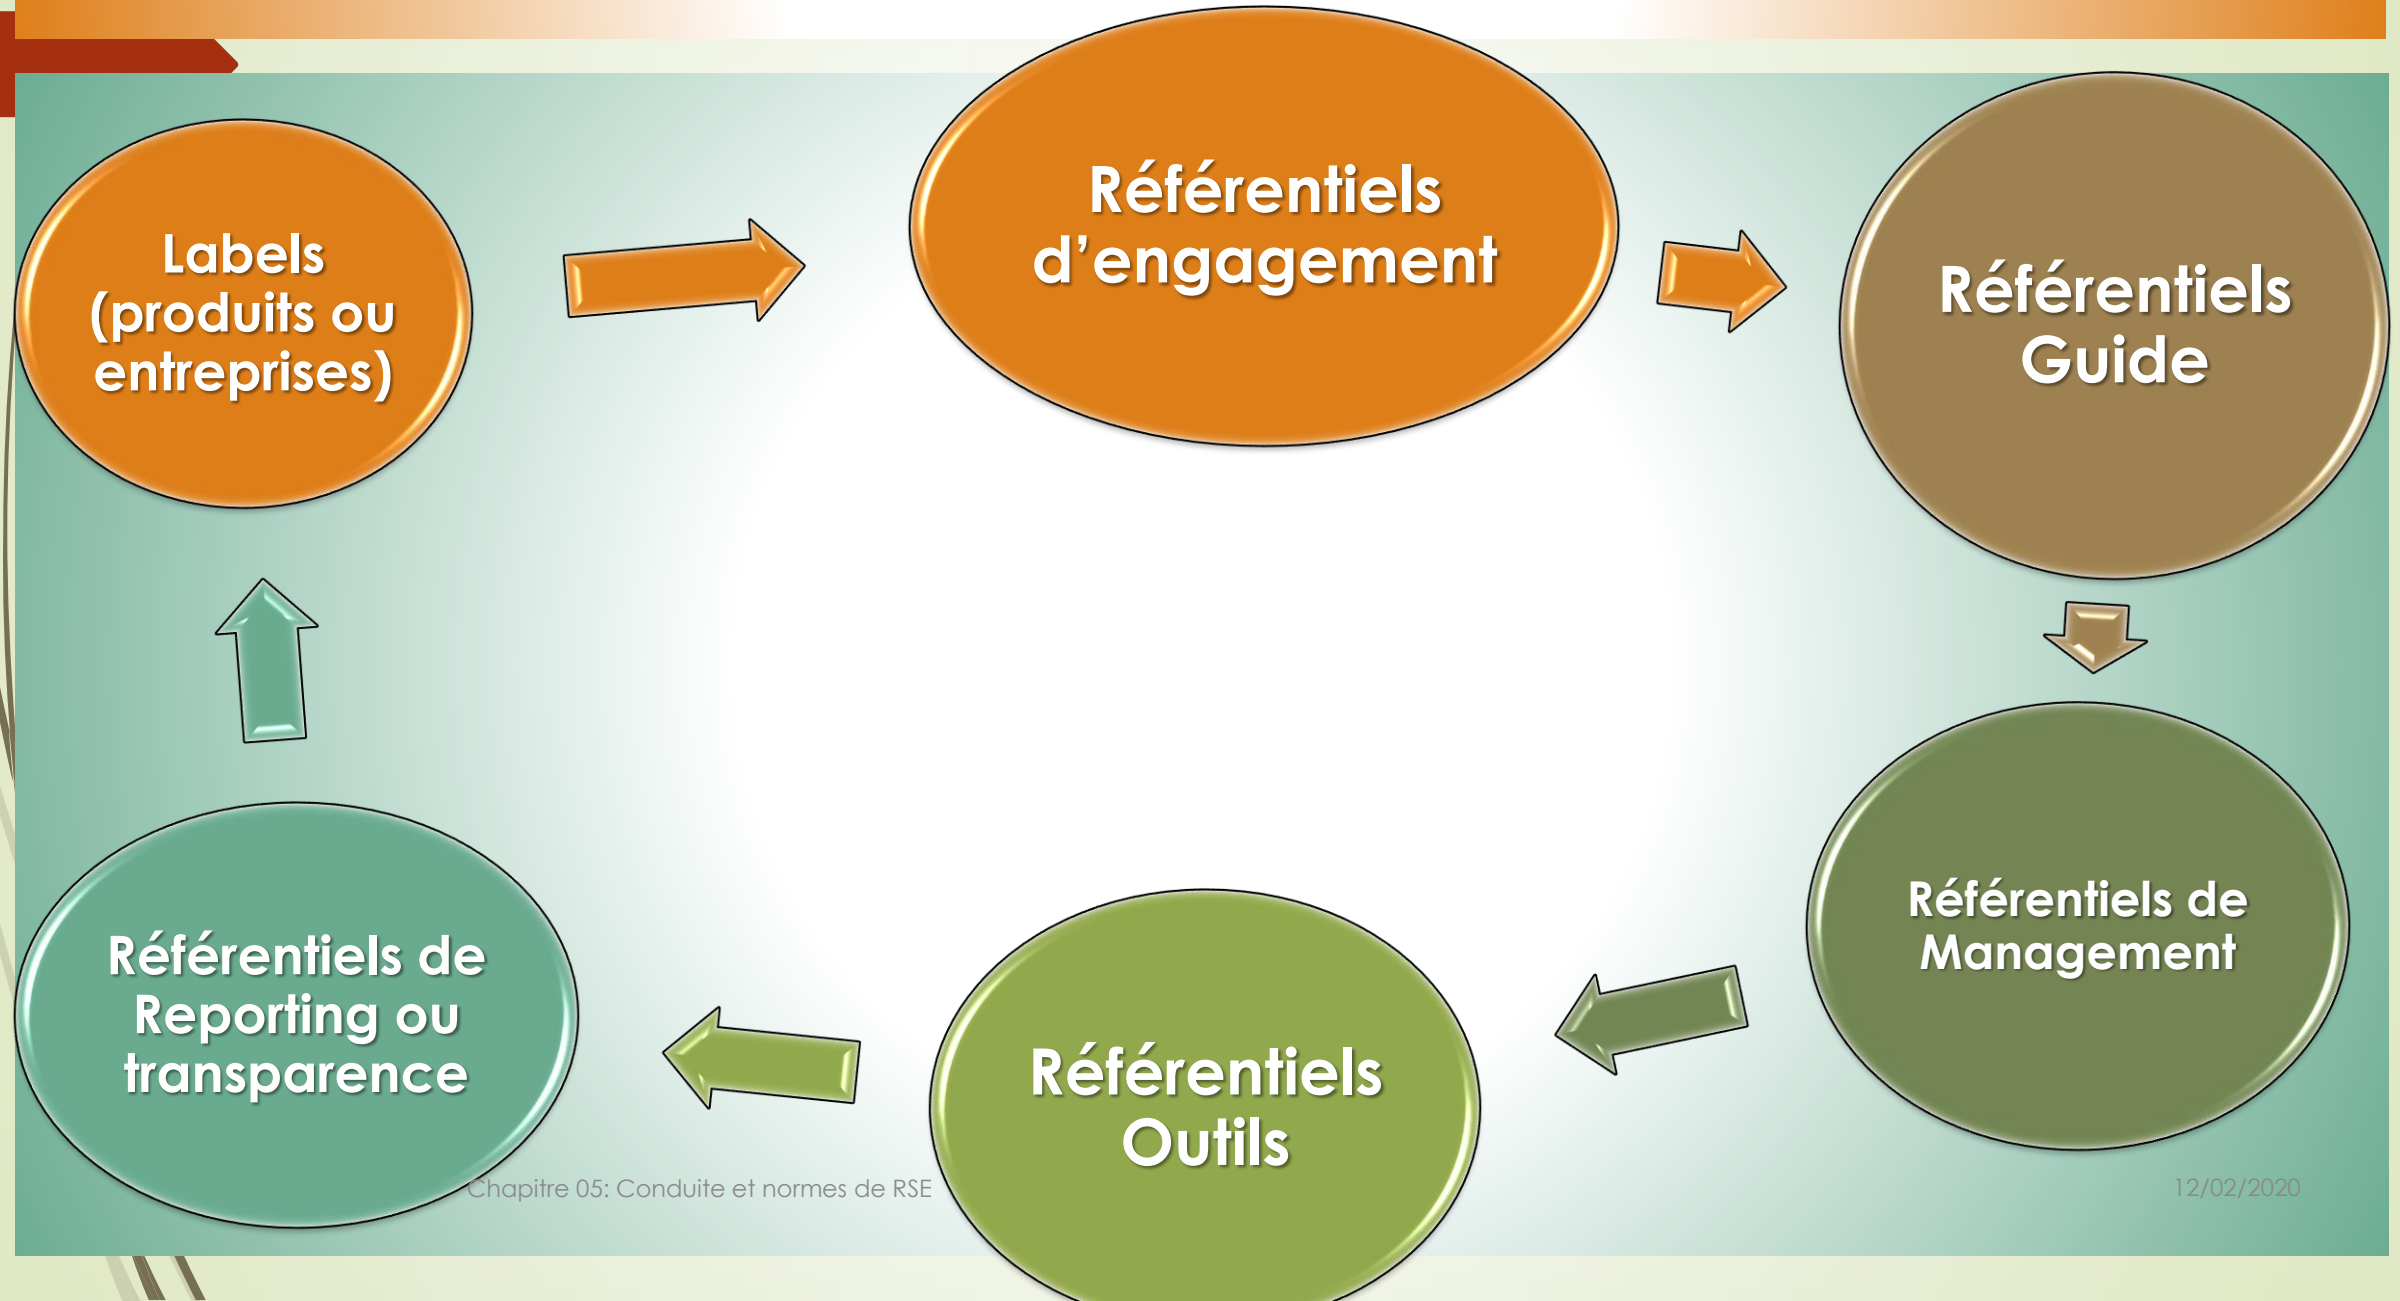 Labels
(produits ou
entreprises)
Référentiels
d’engagement
Référentiels
Guide
Référentiels de
Management
Référentiels
Outils
Référentiels de
Reporting ou
transparence
Chapitre 05: Conduite et normes de RSE
12/02/2020